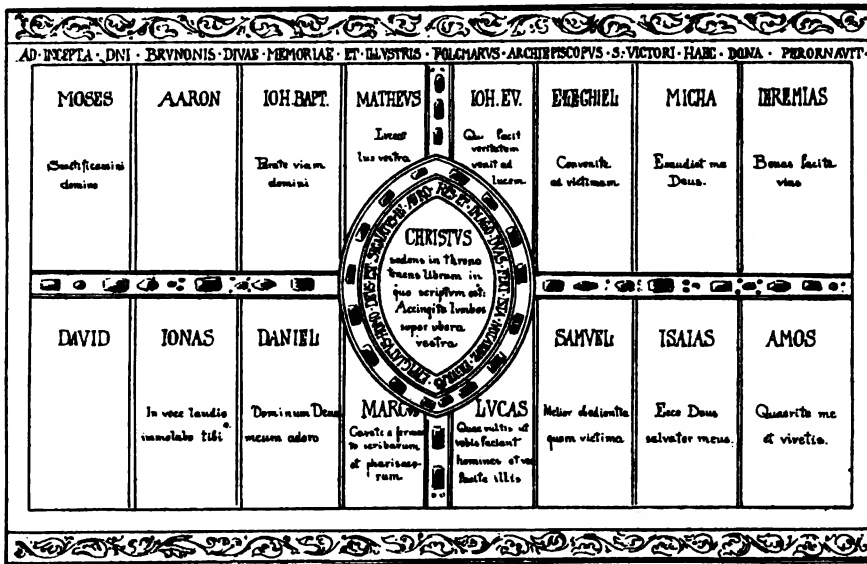 AD · INCEPTA · DNI · BRVNONIS · DIVAE · MEMORIAE · ET · ILLVSTRIS · FOLCMARVS · ARCHIEPISCOPVS · S · VICTORI · HAEC · DONA · PERORNAVIT ·
MOSES
Sanctificamini
domino
AARON
IOH. BAPT.
Parate viam
domini
MATHEVS
Luceat
lux vestra
IOH. EV.
Qui facit
veritatem
venit ad
lucem
EZECHIEL
Convenite
ad victimam
MICHA
Exaudiet me
Deus.
IEREMIAS
Bonas facite
vias
CHRISTVS
sedens in throno
tenens librum in
quo scriptum est:
Accingite lumbos
super ubera
vestra
DAVID
IONAS
In voce laudis
immolabo tibi
DANIEL
Dominum Deum
meum adoro
MARCVS
Cavete a fermen
to scribarum
et pharisaeo-
rum
LVCAS
Quae vultis ut
vobis faciant
homines et vos
facite illis
SAMVEL
Melior obedientia
quam victima
ISAIAS
Ecce Deus
salvator meus.
AMOS
Quaerite me
et vivetis.